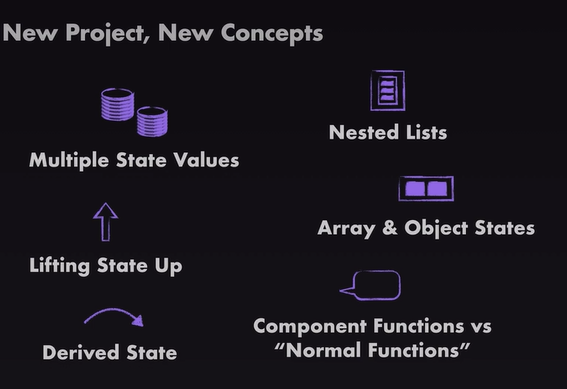 New Project, New Concepts
Multiple State Values
Nested Lists
Lifting State Up
Array & Object States
Derived State
Component Functions vs
“Normal Functions”